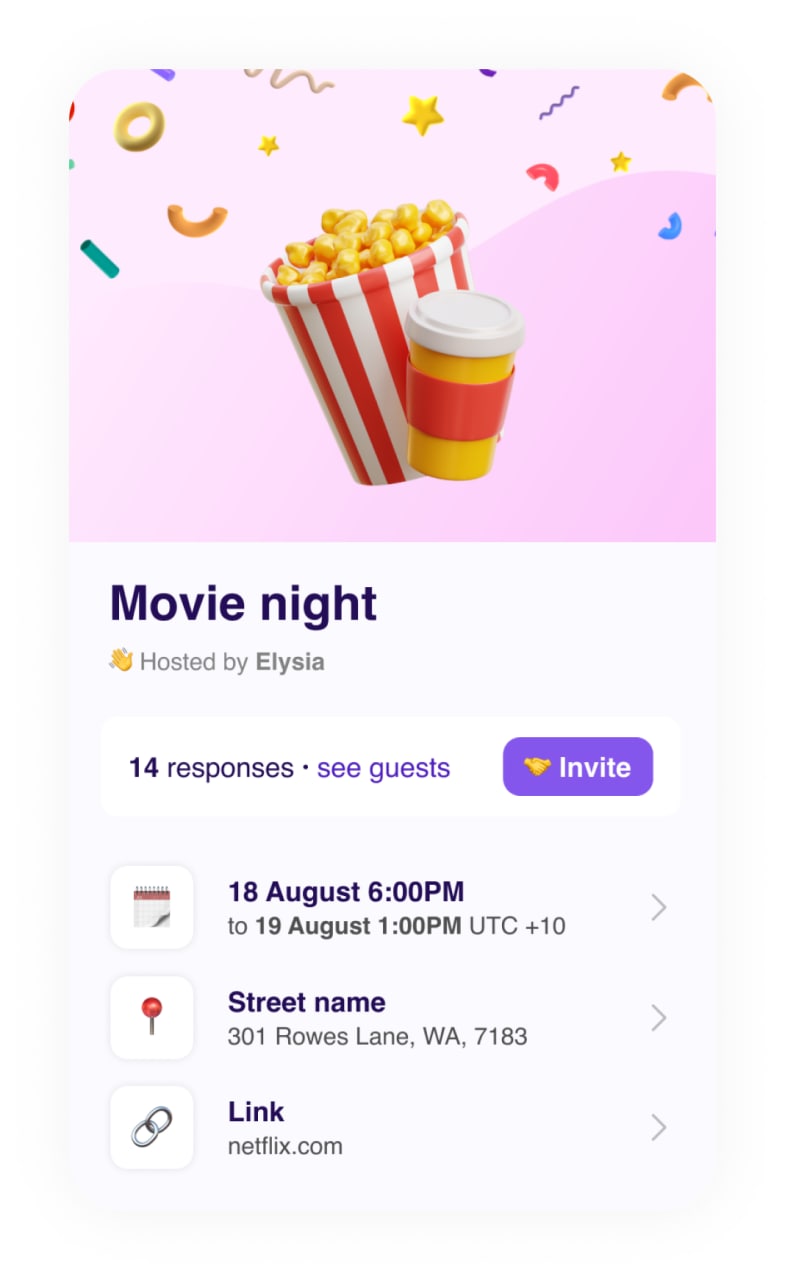 Movie night
👋 Hosted by Elysia
14 responses • see guests
🤝 Invite
18 August 6:00PM
to 19 August 1:00PM UTC +10
Street name
301 Rowes Lane, WA, 7183
Link
netflix.com